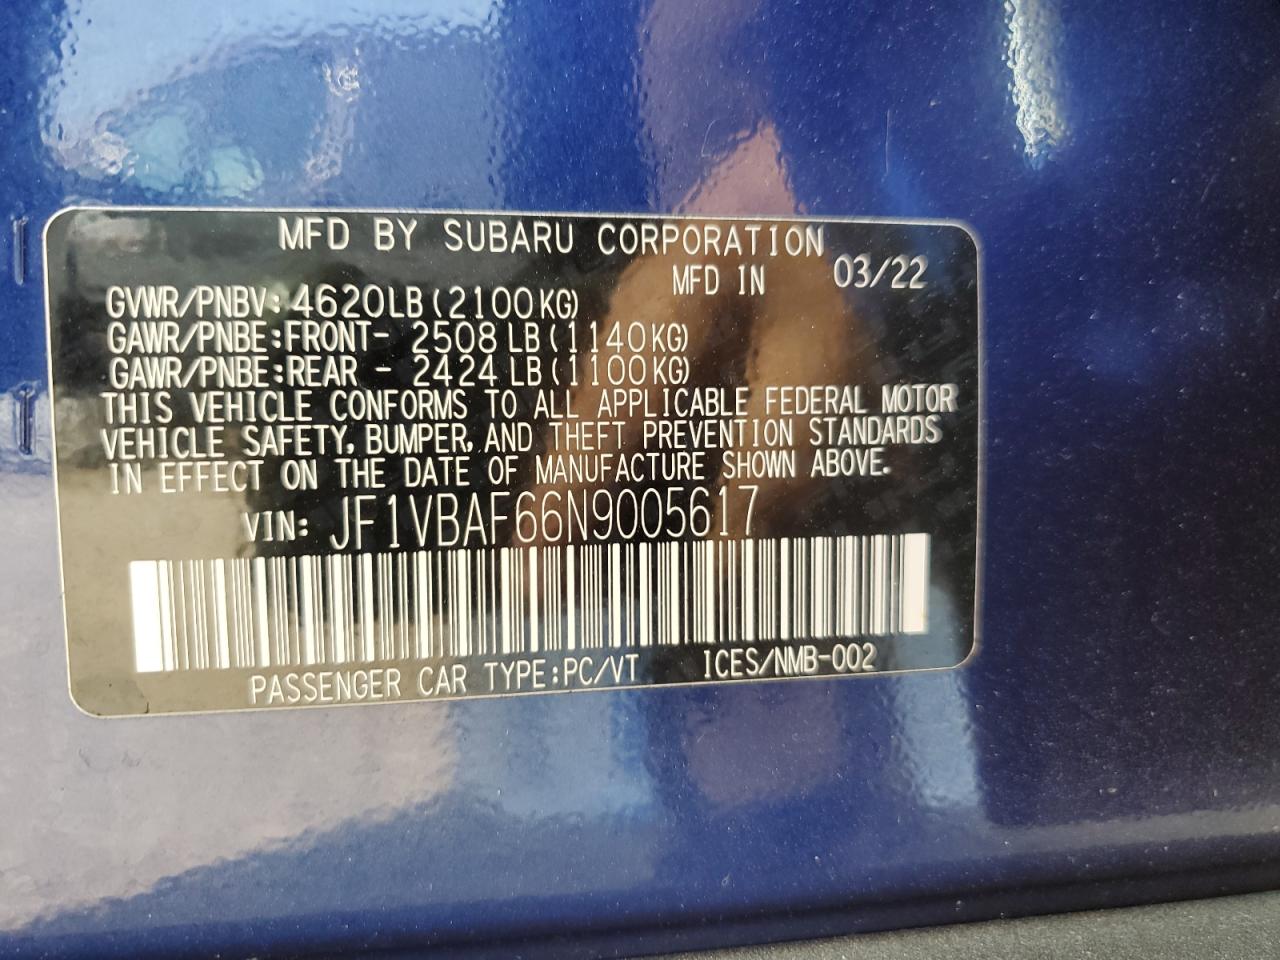 MFD BY SUBARU CORPORATION
MFD IN 03/22
GVWR/PNBV: 4620LB (2100KG)
GAWR/PNBE:FRONT- 2508 LB (1140KG)
GAWR/PNBE:REAR - 2424 LB (1100KG)
THIS VEHICLE CONFORMS TO ALL APPLICABLE FEDERAL MOTOR
VEHICLE SAFETY, BUMPER, AND THEFT PREVENTION STANDARDS
IN EFFECT ON THE DATE OF MANUFACTURE SHOWN ABOVE.
VIN: JF1VBAF66N9005617
PASSENGER CAR TYPE:PC/VT ICES/NMB-002